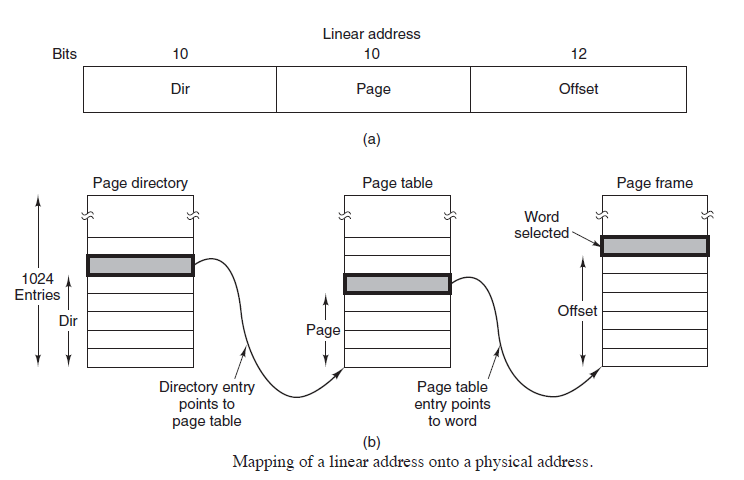 Linear address
Bits 10 10 12
Dir Page Offset
(a)
Page directory Page table Page frame
Word
selected
1024
Entries
Dir
Page
Offset
Directory entry
points to
page table
Page table
entry points
to word
(b)
Mapping of a linear address onto a physical address.